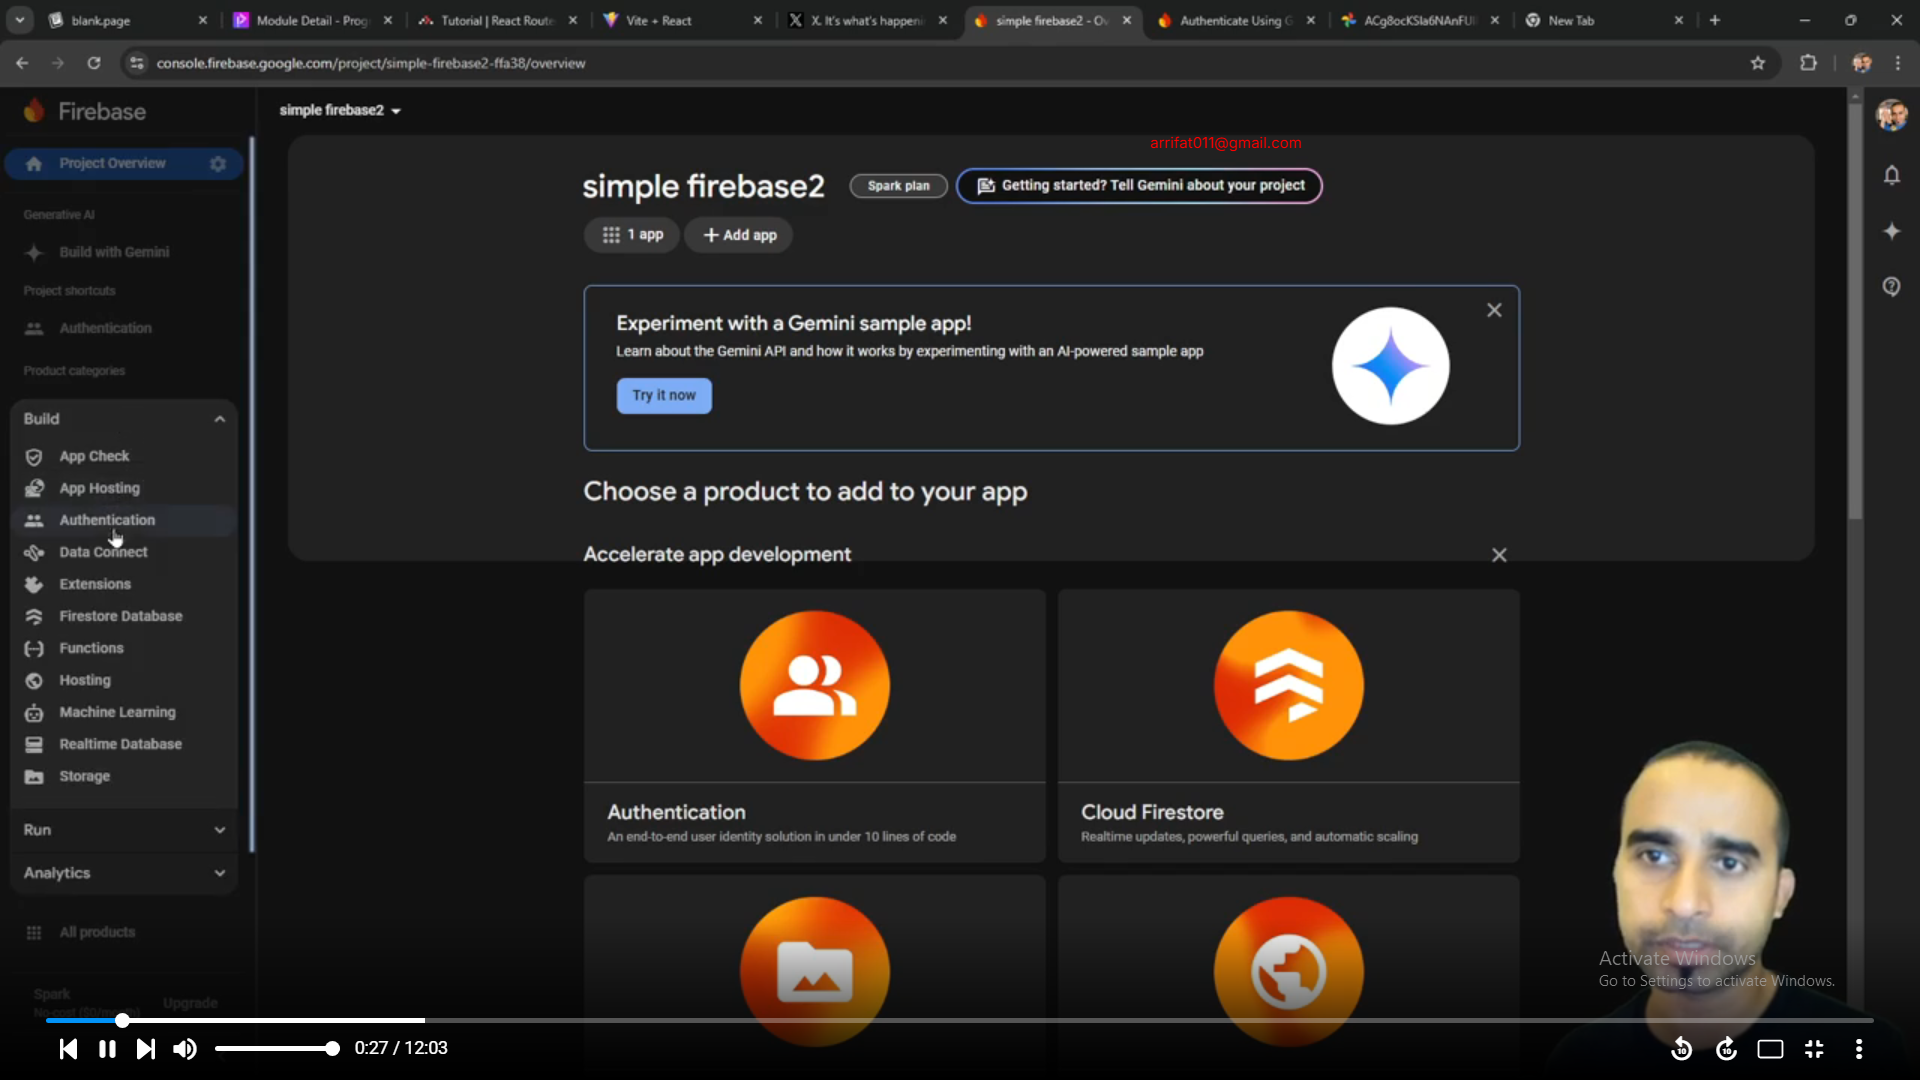 blank.page
Module Detail - Prog
Tutorial | React Route
Vite + React
X. It's what's happeni
simple firebase2 - Ov
Authenticate Using G
ACg8ocKSla6NAnFUl
New Tab
console.firebase.google.com/project/simple-firebase2-ffa38/overview
Firebase
simple firebase2
arrifat011@gmail.com
Project Overview
simple firebase2
Spark plan
Getting started? Tell Gemini about your project
Generative AI
1 app
Add app
Build with Gemini
Project shortcuts
Authentication
Experiment with a Gemini sample app!
Learn about the Gemini API and how it works by experimenting with an AI-powered sample app
Try it now
Product categories
Build
App Check
App Hosting
Authentication
Data Connect
Extensions
Firestore Database
Functions
Hosting
Machine Learning
Realtime Database
Storage
Run
Analytics
All products
Spark
Upgrade
Choose a product to add to your app
Accelerate app development
Authentication
An end-to-end user identity solution in under 10 lines of code
Cloud Firestore
Realtime updates, powerful queries, and automatic scaling
Activate Windows
Go to Settings to activate Windows.
0:27 / 12:03
10
10